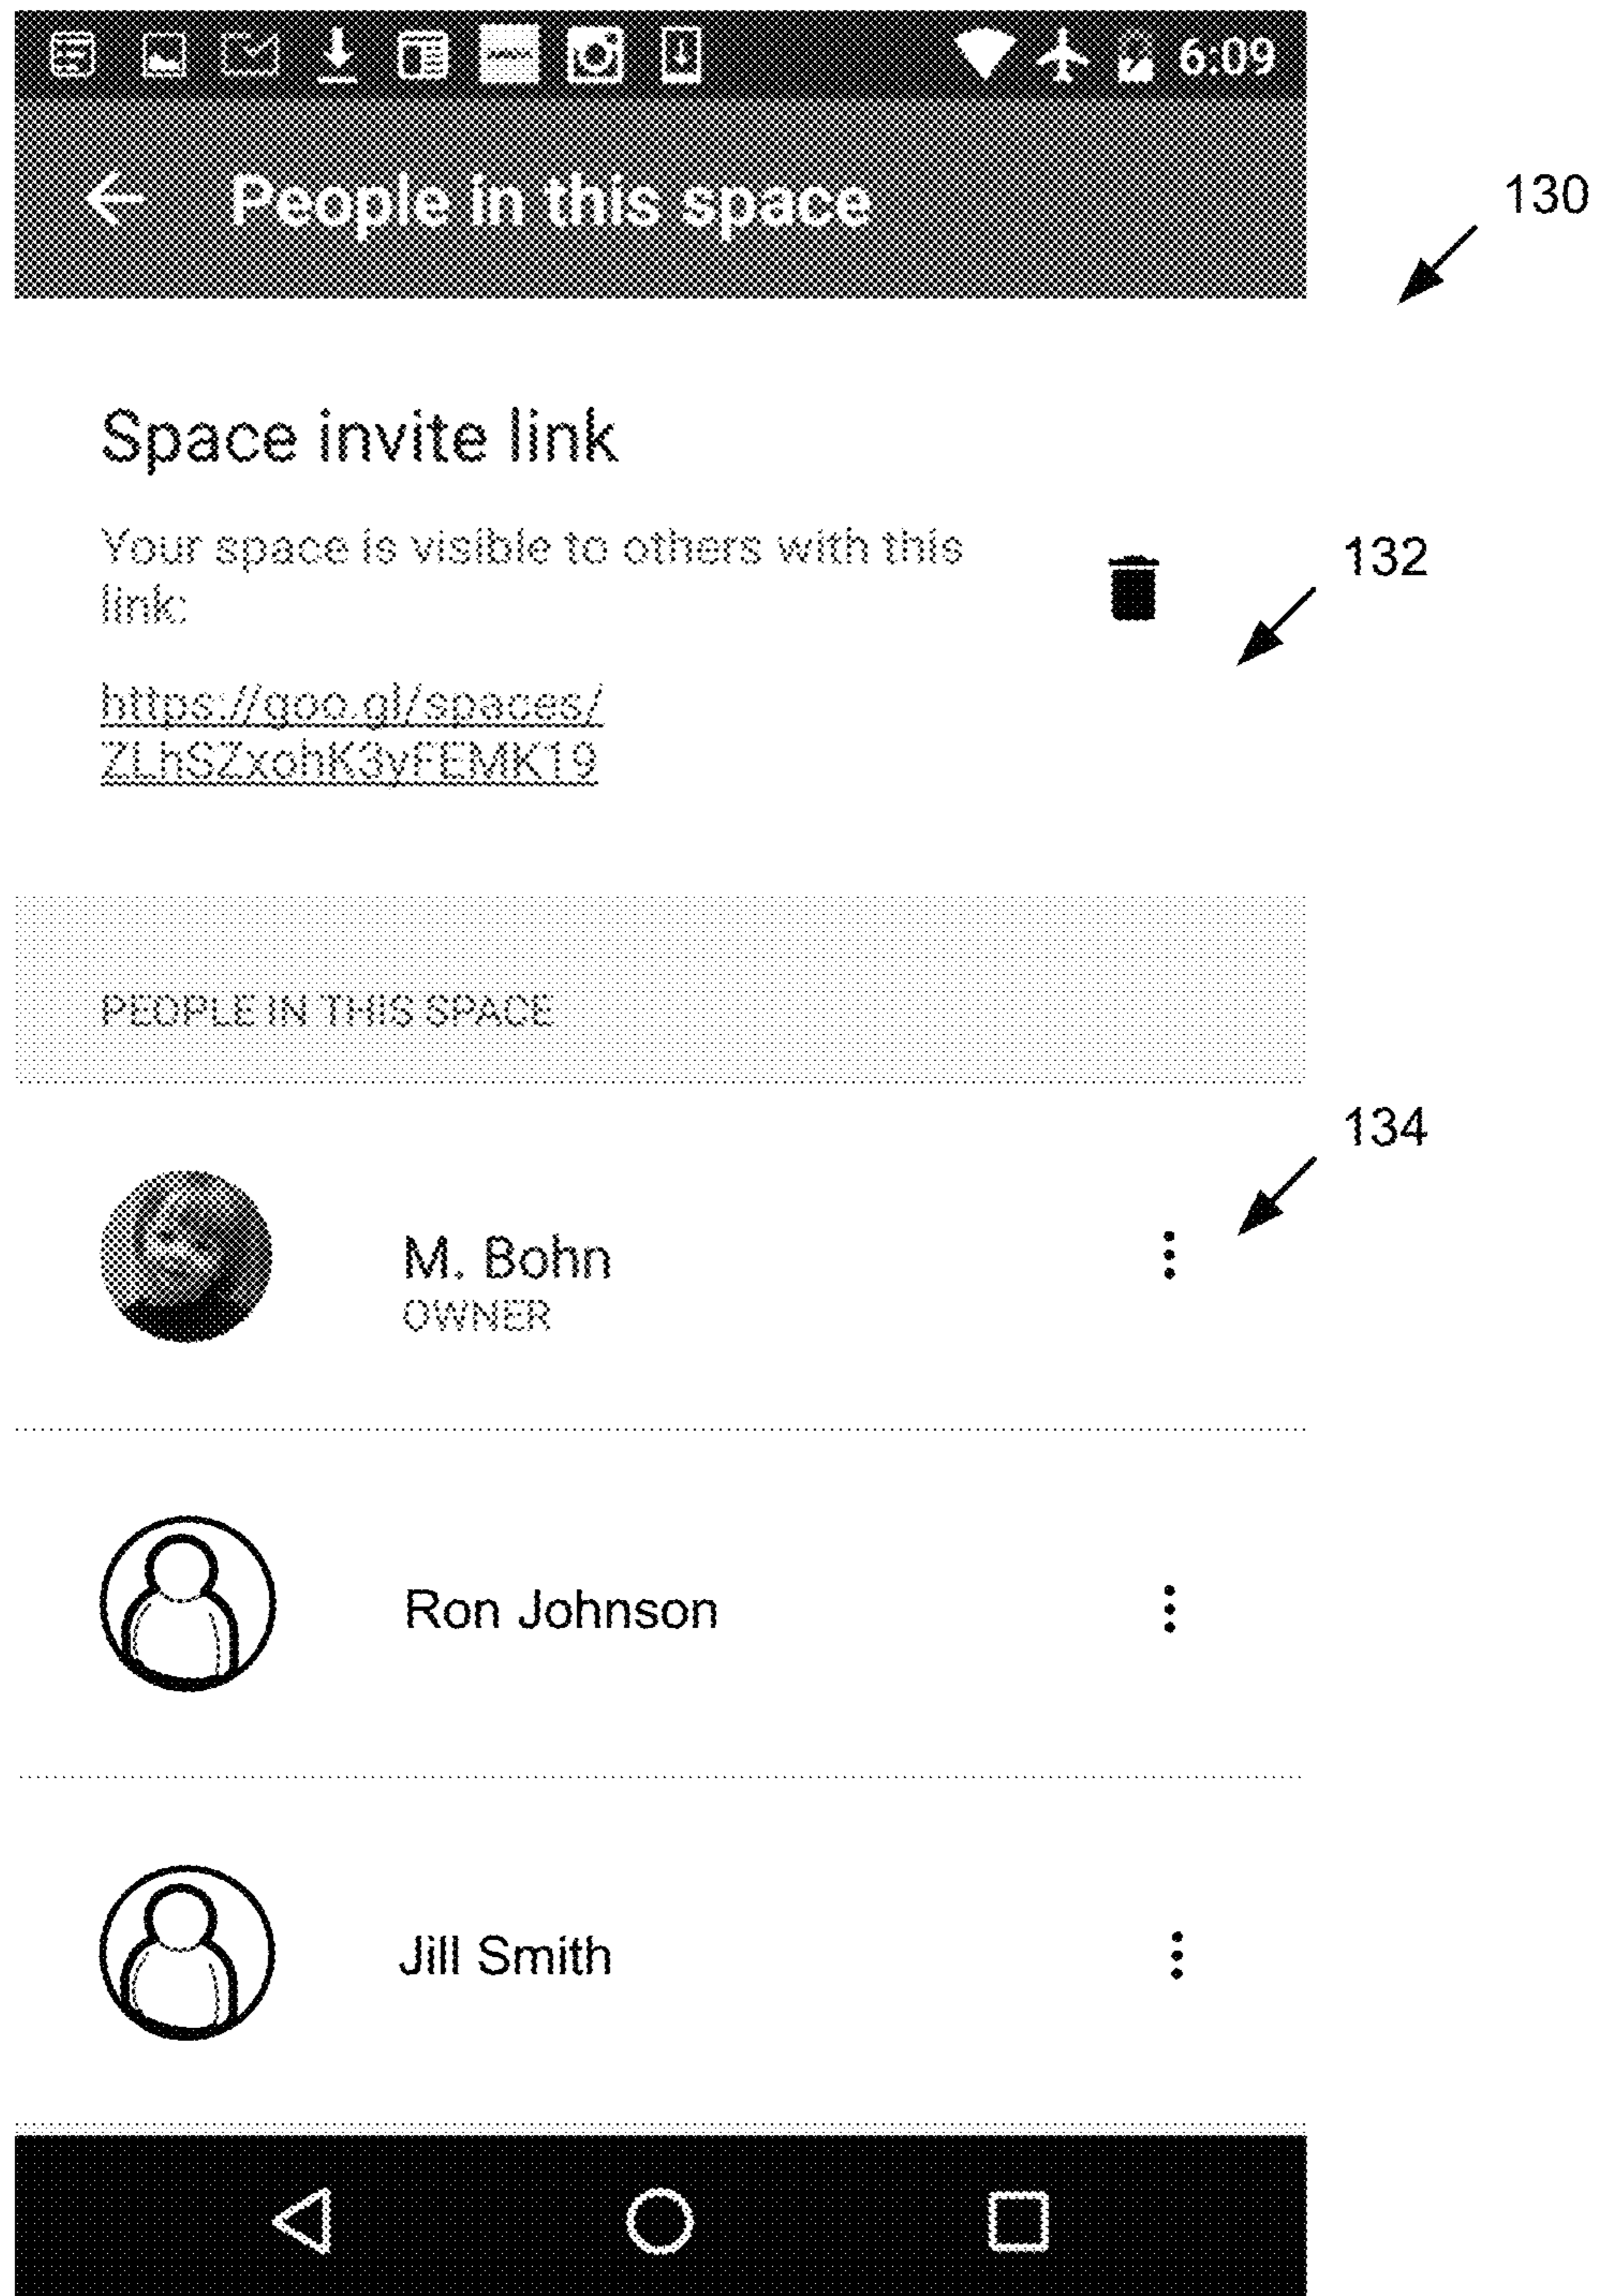 6:09
People in this space
130
Space invite link
Your space is visible to others with this
link:
132
https://goo.gl/spaces/
ZLhSZxohK3yFEMK19
PEOPLE IN THIS SPACE
134
M. Bohn
OWNER
Ron Johnson
Jill Smith